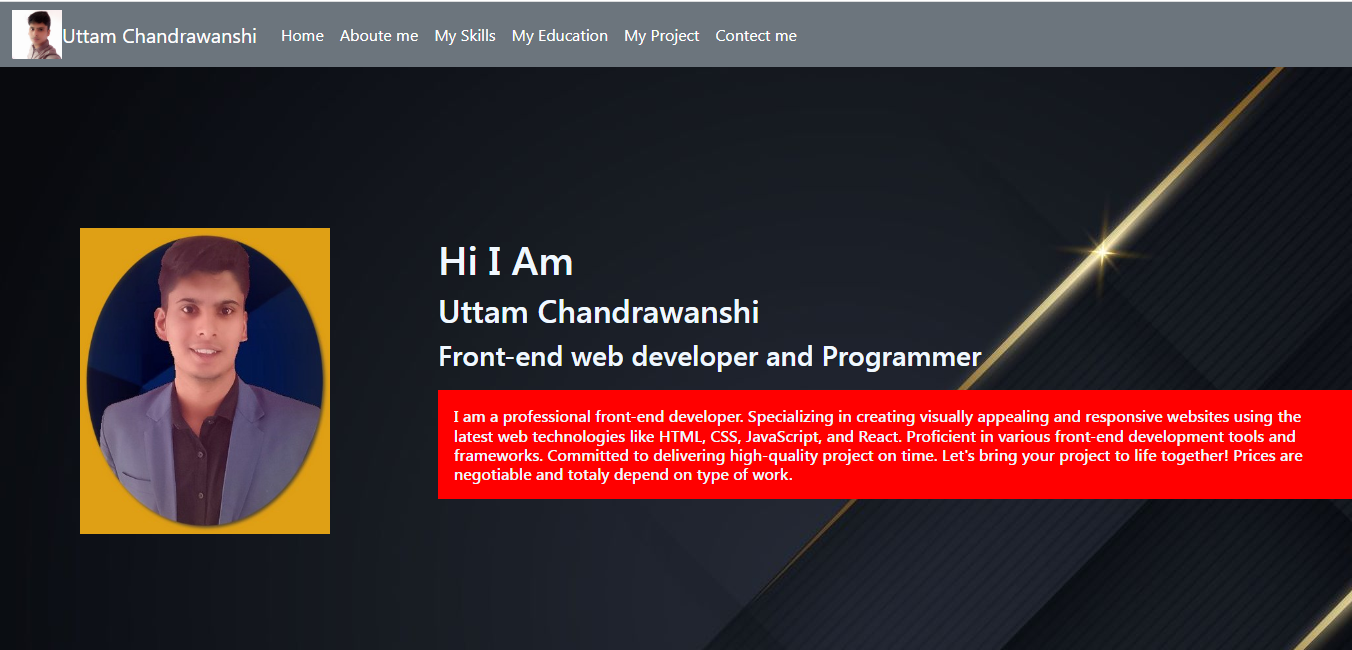 Uttam Chandrawanshi Home Aboute me My Skills My Education My Project Contect me
Hi I Am
Uttam Chandrawanshi
Front-end web developer and Programmer
I am a professional front-end developer. Specializing in creating visually appealing and responsive websites using the
latest web technologies like HTML, CSS, JavaScript, and React. Proficient in various front-end development tools and
frameworks. Committed to delivering high-quality project on time. Let's bring your project to life together! Prices are
negotiable and totaly depend on type of work.